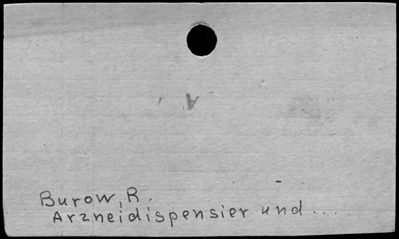 Burow, R.
Arzneidispensier und ...